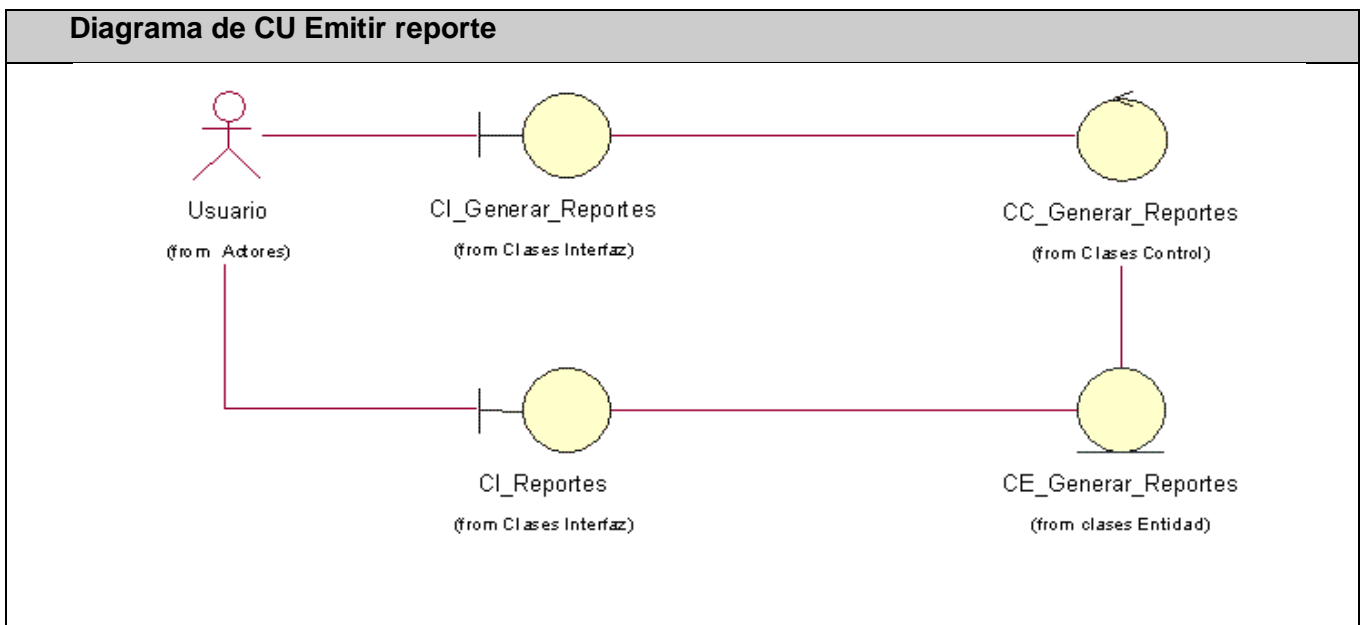 Diagrama de CU Emitir reporte
Usuario
(from Actores)
CI_Generar_Reportes
(from Clases Interfaz)
CC_Generar_Reportes
(from Clases Control)
CI_Reportes
(from Clases Interfaz)
CE_Generar_Reportes
(from clases Entidad)